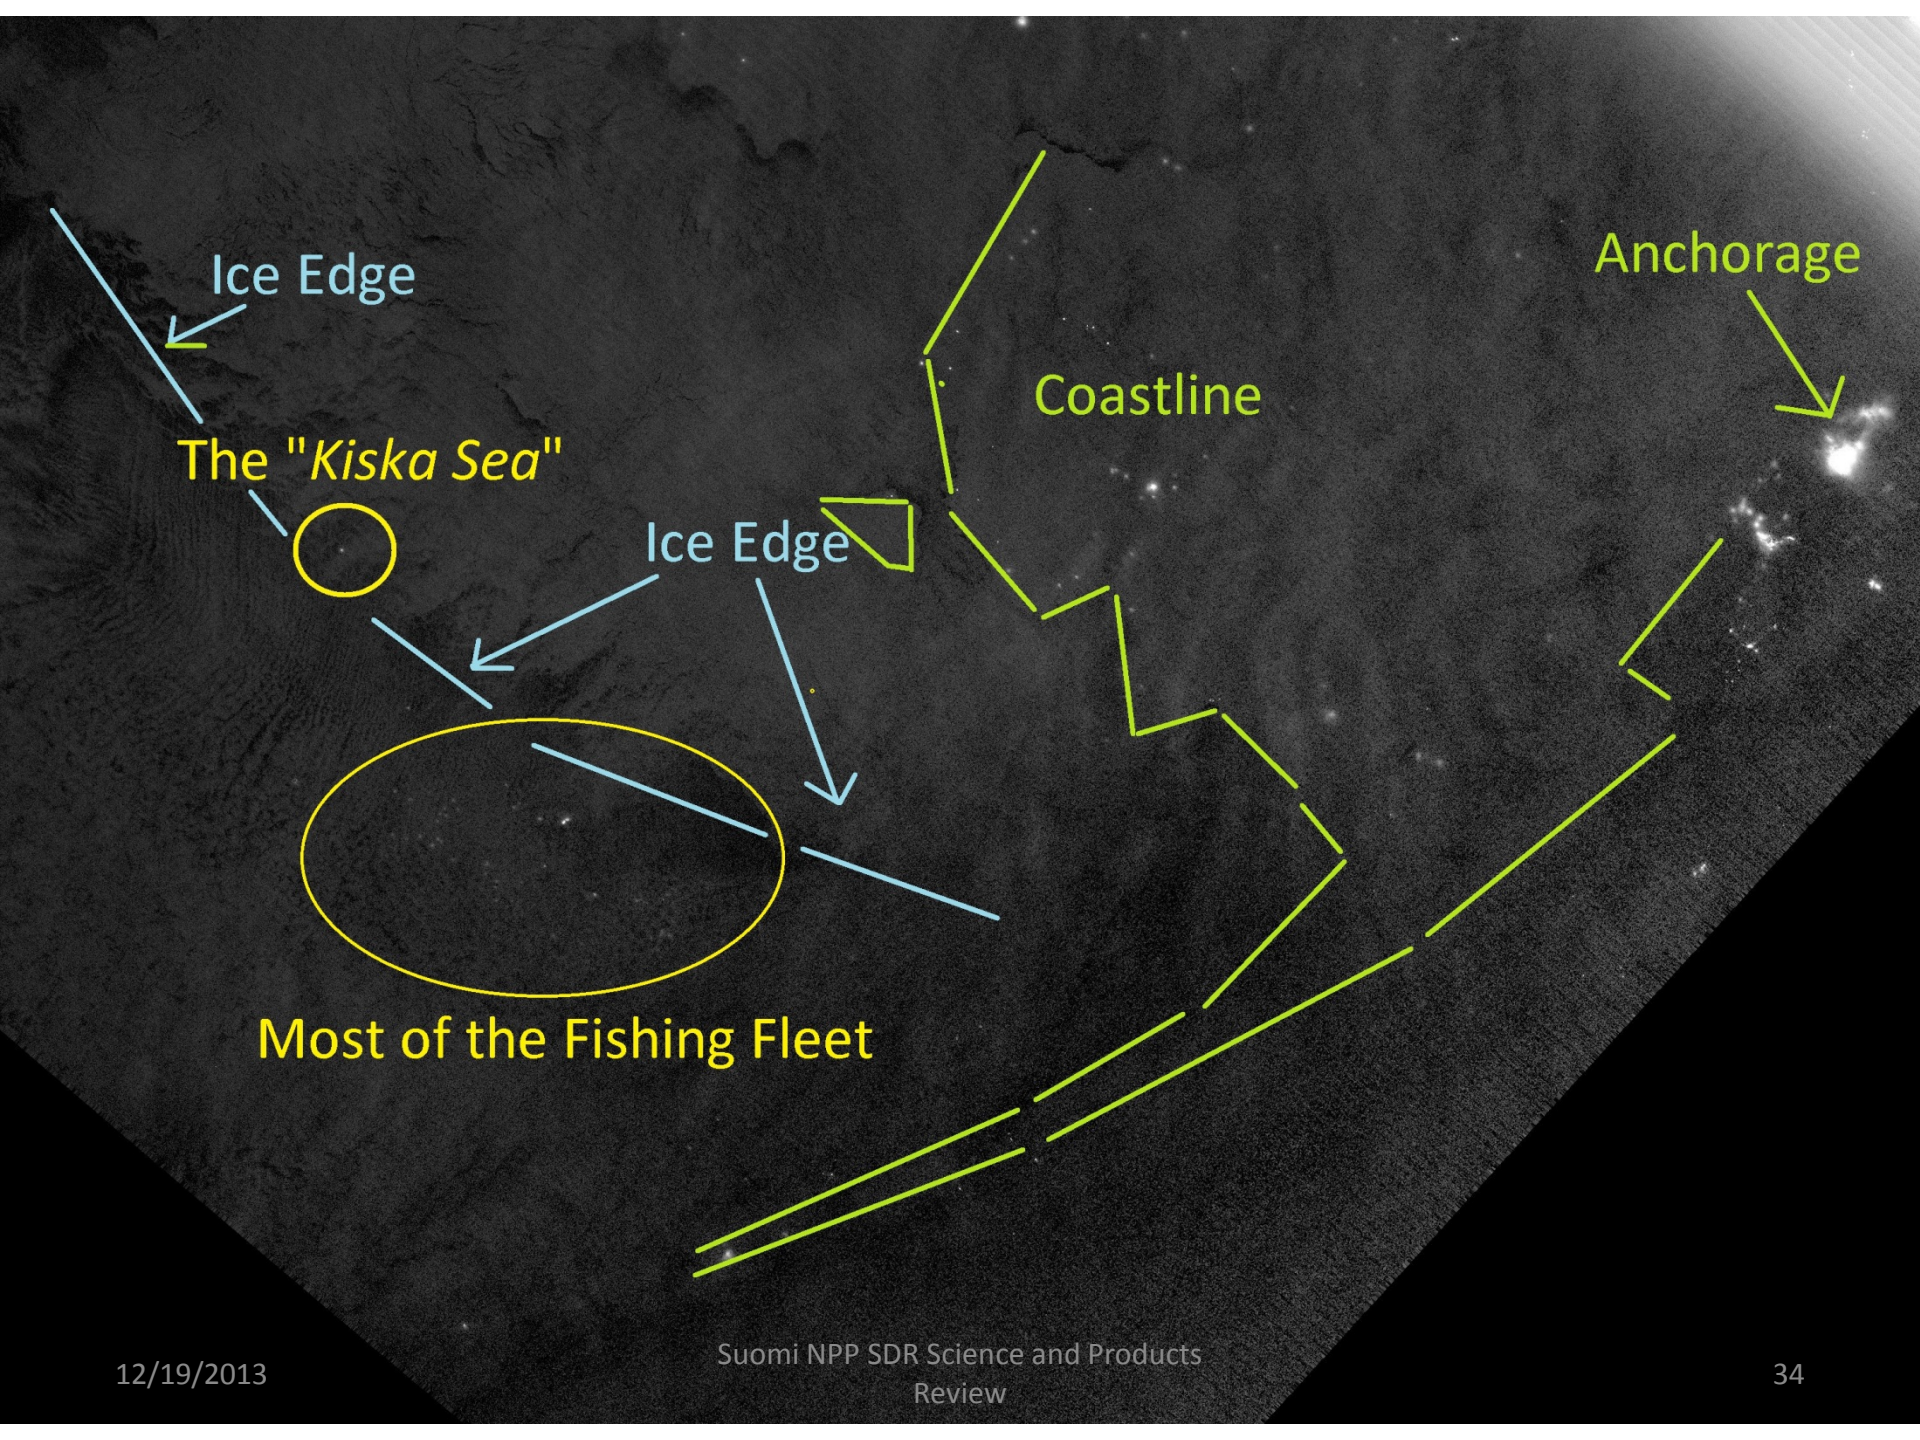 Anchorage
Ice Edge
Coastline
The "Kiska Sea"
Ice Edge
Most of the Fishing Fleet
12/19/2013
Suomi NPP SDR Science and Products
Review
34